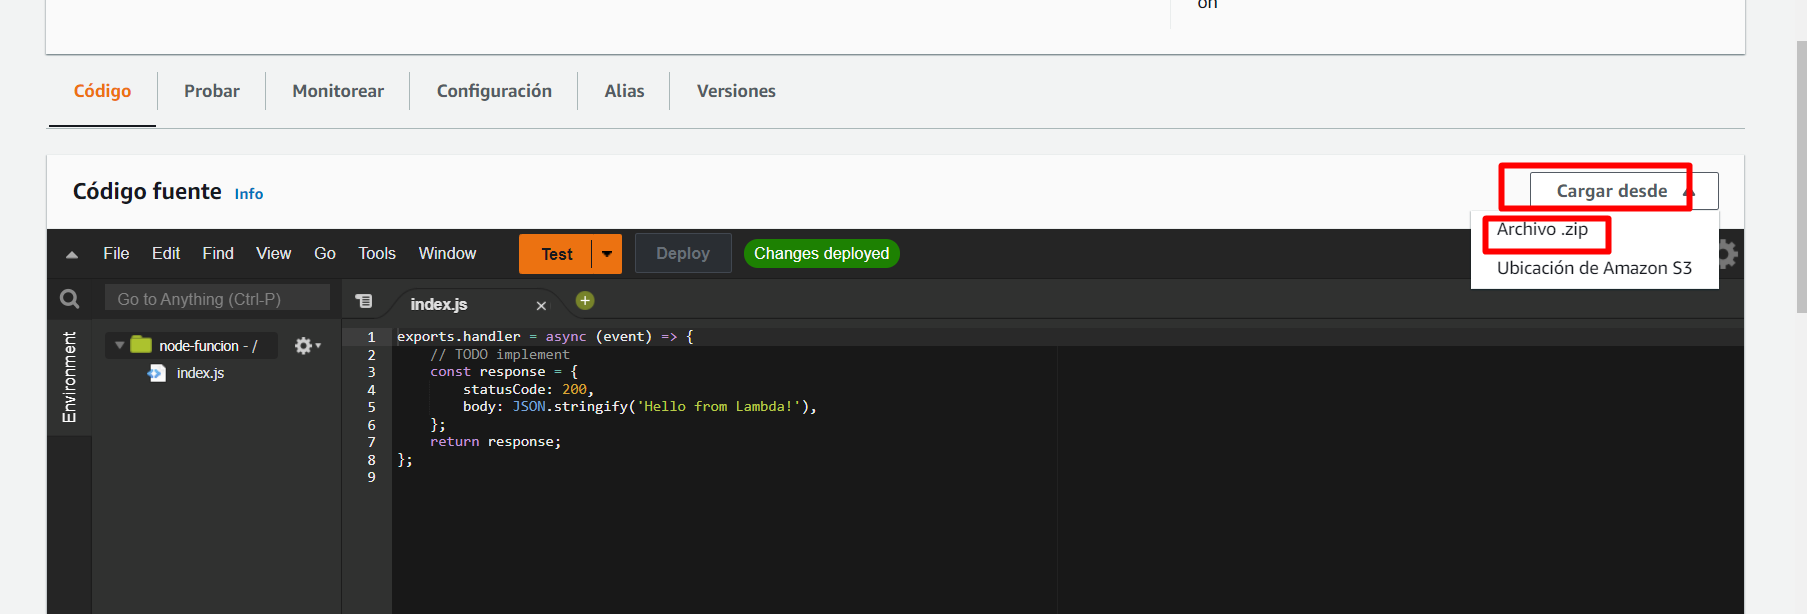 on
Código Probar Monitorear Configuración Alias Versiones
Código fuente Info Cargar desde
Archivo .zip
Ubicación de Amazon S3
File Edit Find View Go Tools Window Test Deploy Changes deployed
Go to Anything (Ctrl-P) index.js
Environment
node-funcion - /
index.js
1 exports.handler = async (event) => {
2 // TODO implement
3 const response = {
4 statusCode: 200,
5 body: JSON.stringify('Hello from Lambda!'),
6 };
7 return response;
8 };
9